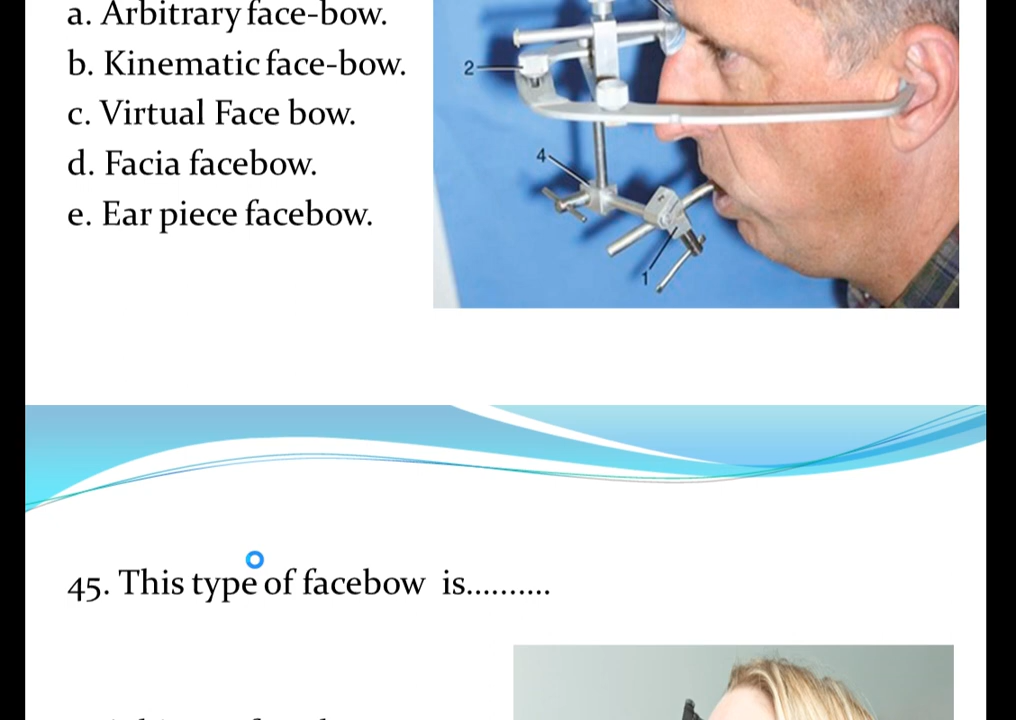 a. Arbitrary face-bow.
b. Kinematic face-bow.
c. Virtual Face bow.
d. Facia facebow.
e. Ear piece facebow.
2
4
1
45. This type of facebow is..........